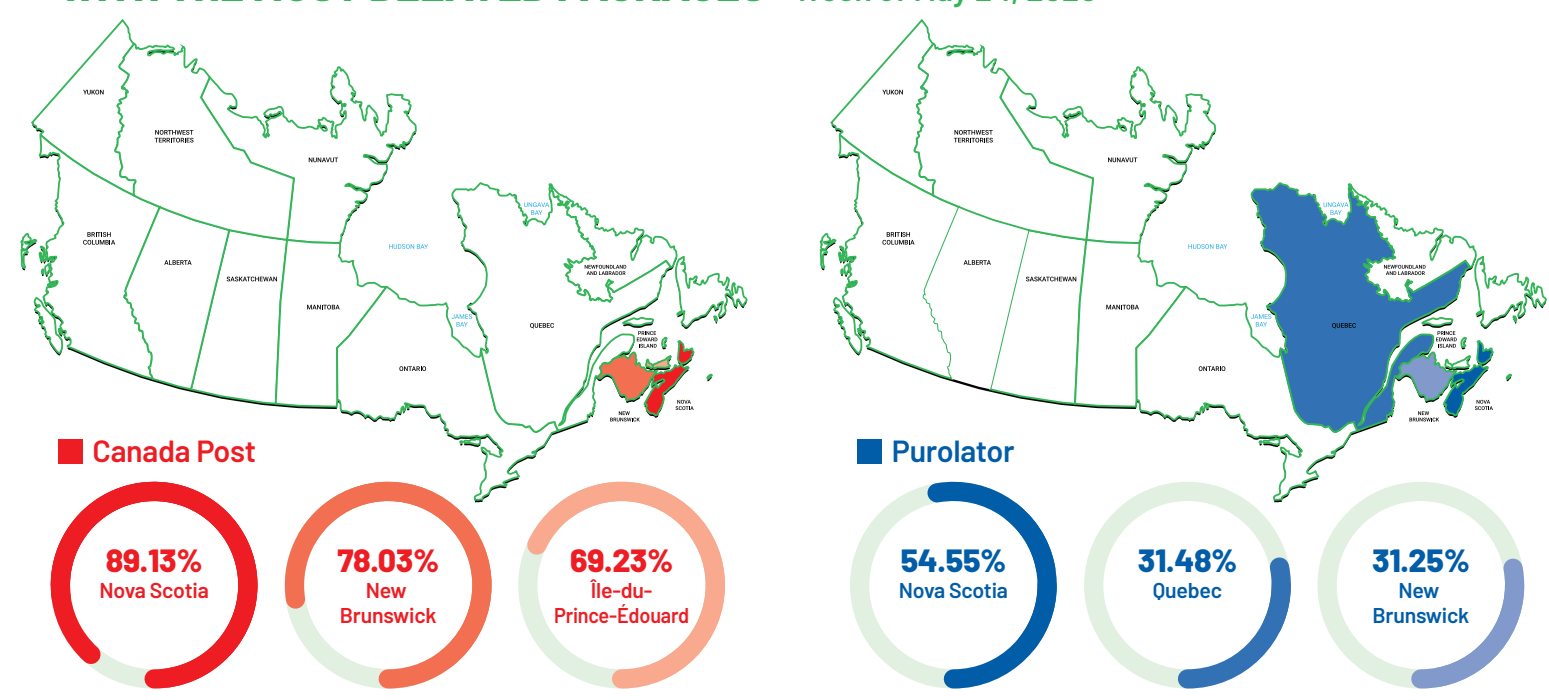 YUKON
NORTHWEST
TERRITORIES
NUNAVUT
BRITISH
COLUMBIA
ALBERTA
SASKATCHEWAN
MANITOBA
HUDSON BAY
UNGAVA
BAY
NEWFOUNDLAND
AND LABRADOR
JAMES
BAY
QUEBEC
ONTARIO
PRINCE
EDWARD
ISLAND
NEW
BRUNSWICK
NOVA
SCOTIA
Canada Post
89.13%
Nova Scotia
78.03%
New
Brunswick
69.23%
Île-du-
Prince-Édouard
YUKON
NORTHWEST
TERRITORIES
NUNAVUT
BRITISH
COLUMBIA
ALBERTA
SASKATCHEWAN
MANITOBA
HUDSON BAY
UNGAVA
BAY
NEWFOUNDLAND
AND LABRADOR
JAMES
BAY
QUEBEC
ONTARIO
PRINCE
EDWARD
ISLAND
NEW
BRUNSWICK
NOVA
SCOTIA
Purolator
54.55%
Nova Scotia
31.48%
Quebec
31.25%
New
Brunswick